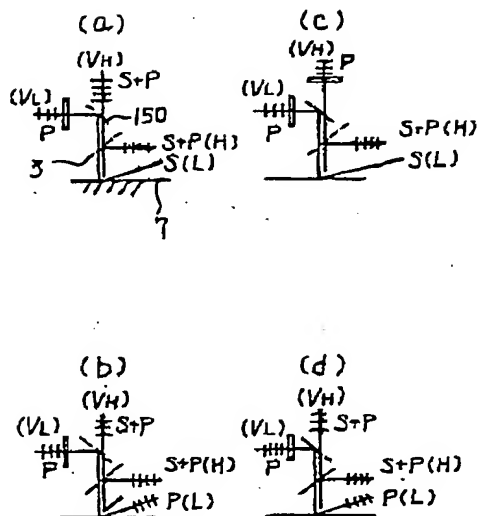 (a)
(VH)
S+P
(VL)
P
150
3
S+P(H)
S(L)
7
(c)
(VH)
P
(VL)
P
S+P(H)
S(L)
(b)
(VH)
S+P
(VL)
P
S+P(H)
P(L)
(d)
(VH)
S+P
(VL)
P
S+P(H)
P(L)